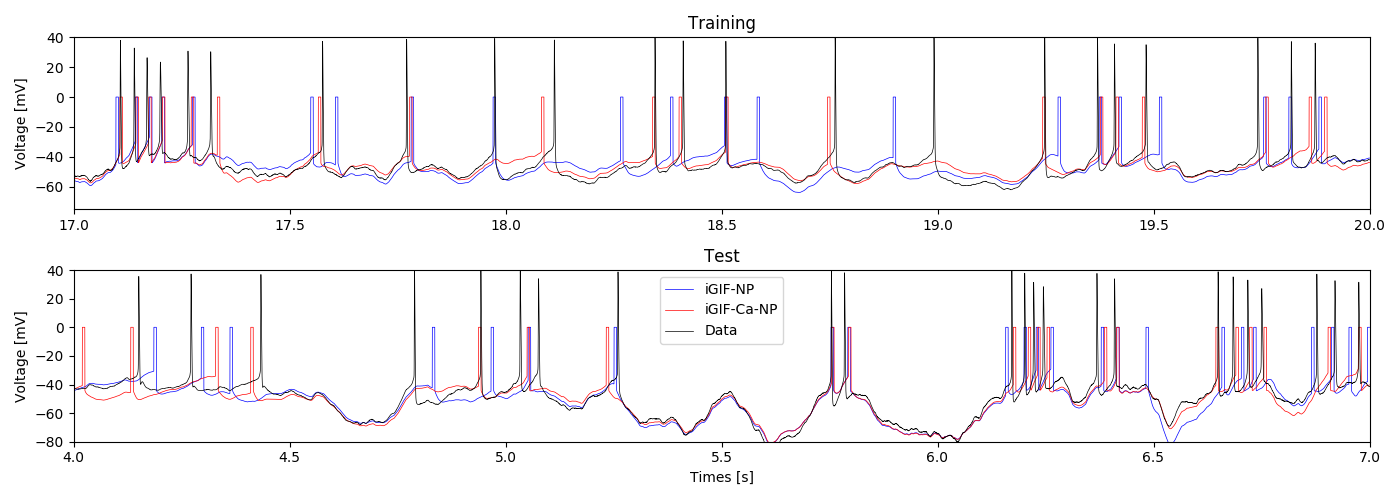 Training
Voltage [mV]
40
20
0
−20
−40
−60
17.0 17.5 18.0 18.5 19.0 19.5 20.0
Test
Voltage [mV]
40
20
0
−20
−40
−60
−80
iGIF-NP
iGIF-Ca-NP
Data
4.0 4.5 5.0 5.5 6.0 6.5 7.0
Times [s]